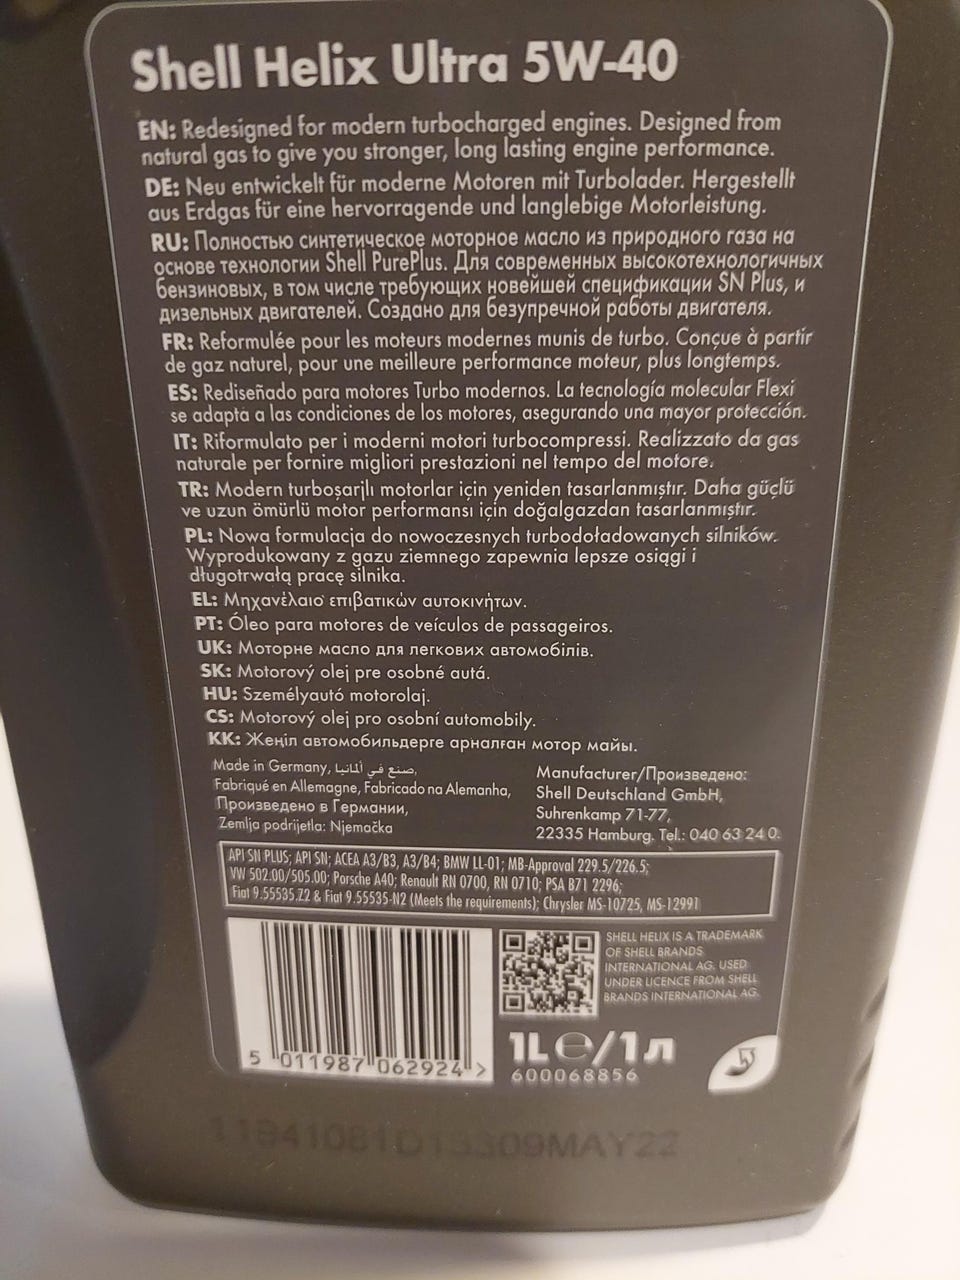 Shell Helix Ultra 5W-40
EN: Redesigned for modern turbocharged engines. Designed from
natural gas to give you stronger, long lasting engine performance.
DE: Neu entwickelt für moderne Motoren mit Turbolader. Hergestellt
aus Erdgas für eine hervorragende und langlebige Motorleistung.
RU: Полностью синтетическое моторное масло из природного газа на
основе технологии Shell PurePlus. Для современных высокотехнологичных
бензиновых, в том числе требующих новейшей спецификации SN Plus, и
дизельных двигателей. Создано для безупречной работы двигателя.
FR: Reformulée pour les moteurs modernes munis de turbo. Conçue à partir
de gaz naturel, pour une meilleure performance moteur, plus longtemps.
ES: Rediseñado para motores Turbo modernos. La tecnología molecular Flexi
se adapta a las condiciones de los motores, asegurando una mayor protección.
IT: Riformulato per i moderni motori turbocompressi. Realizzato da gas
naturale per fornire migliori prestazioni nel tempo del motore.
TR: Modern turboşarjlı motorlar için yeniden tasarlanmıştır. Daha güçlü
ve uzun ömürlü motor performansı için doğalgazdan tasarlanmıştır.
PL: Nowa formulacja do nowoczesnych turbodoładowanych silników.
Wyprodukowany z gazu ziemnego zapewnia lepsze osiągi i
długotrwałą pracę silnika.
EL: Μηχανέλαιο επιβατικών αυτοκινήτων.
PT: Óleo para motores de veículos de passageiros.
UK: Моторне масло для легкових автомобілів.
SK: Motorový olej pre osobné autá.
HU: Személyautó motorolaj.
CS: Motorový olej pro osobní automobily.
KK: Жеңіл автомобильдерге арналған мотор майы.
Made in Germany, صنع في ألمانيا,
Fabriqué en Allemagne, Fabricado na Alemanha,
Произведено в Германии,
Zemlja podrijetla: Njemačka
Manufacturer/Произведено:
Shell Deutschland GmbH,
Suhrenkamp 71-77,
22335 Hamburg. Tel.: 040 63 24 0.
API SN PLUS; API SN; ACEA A3/B3, A3/B4; BMW LL-01; MB-Approval 229.5/226.5;
VW 502.00/505.00; Porsche A40; Renault RN 0700, RN 0710; PSA B71 2296;
Fiat 9.55535.Z2 & Fiat 9.55535-N2 (Meets the requirements); Chrysler MS-10725, MS-12991
SHELL HELIX IS A TRADEMARK
OF SHELL BRANDS
INTERNATIONAL AG. USED
UNDER LICENCE FROM SHELL
BRANDS INTERNATIONAL AG.
5 011987 062924 >
1L ℮/1л
600068856
09MAY22